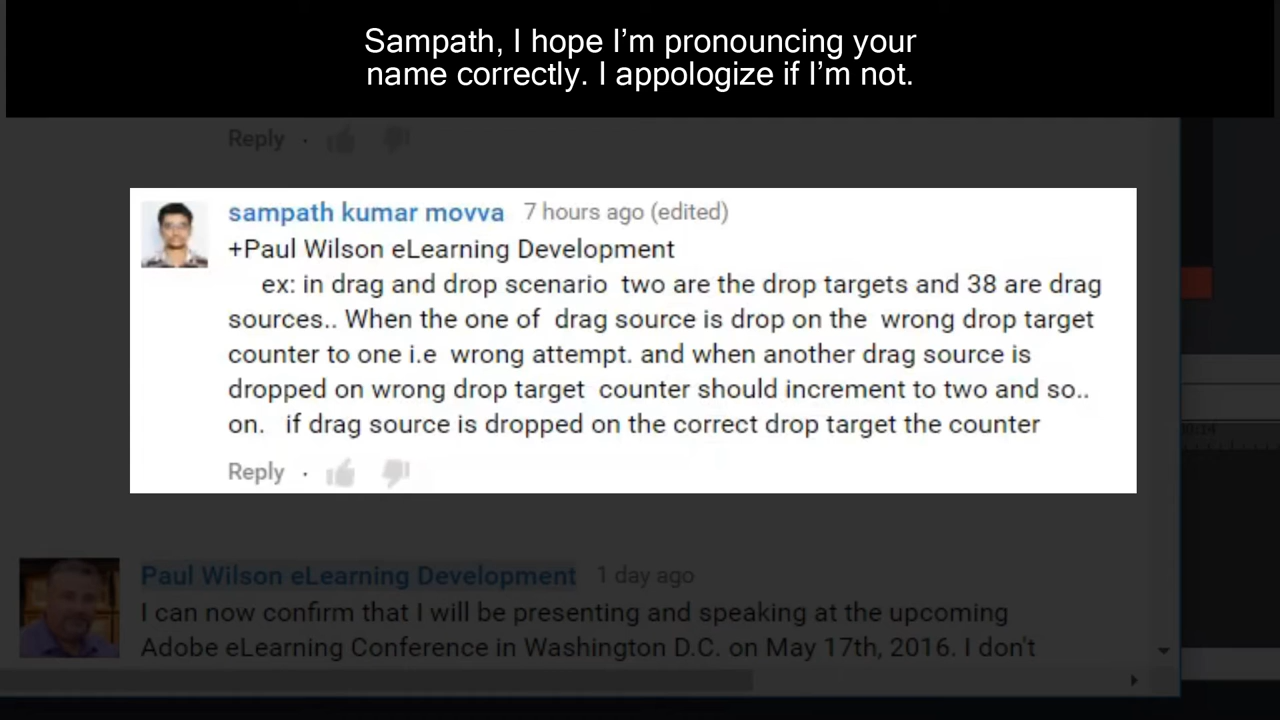 Sampath, I hope I'm pronouncing your
name correctly. I appologize if I'm not.
Reply ·
sampath kumar movva 7 hours ago (edited)
+Paul Wilson eLearning Development
ex: in drag and drop scenario two are the drop targets and 38 are drag
sources.. When the one of drag source is drop on the wrong drop target
counter to one i.e wrong attempt. and when another drag source is
dropped on wrong drop target counter should increment to two and so..
on. if drag source is dropped on the correct drop target the counter
Reply ·
Paul Wilson eLearning Development 1 day ago
I can now confirm that I will be presenting and speaking at the upcoming
Adobe eLearning Conference in Washington D.C. on May 17th, 2016. I don't